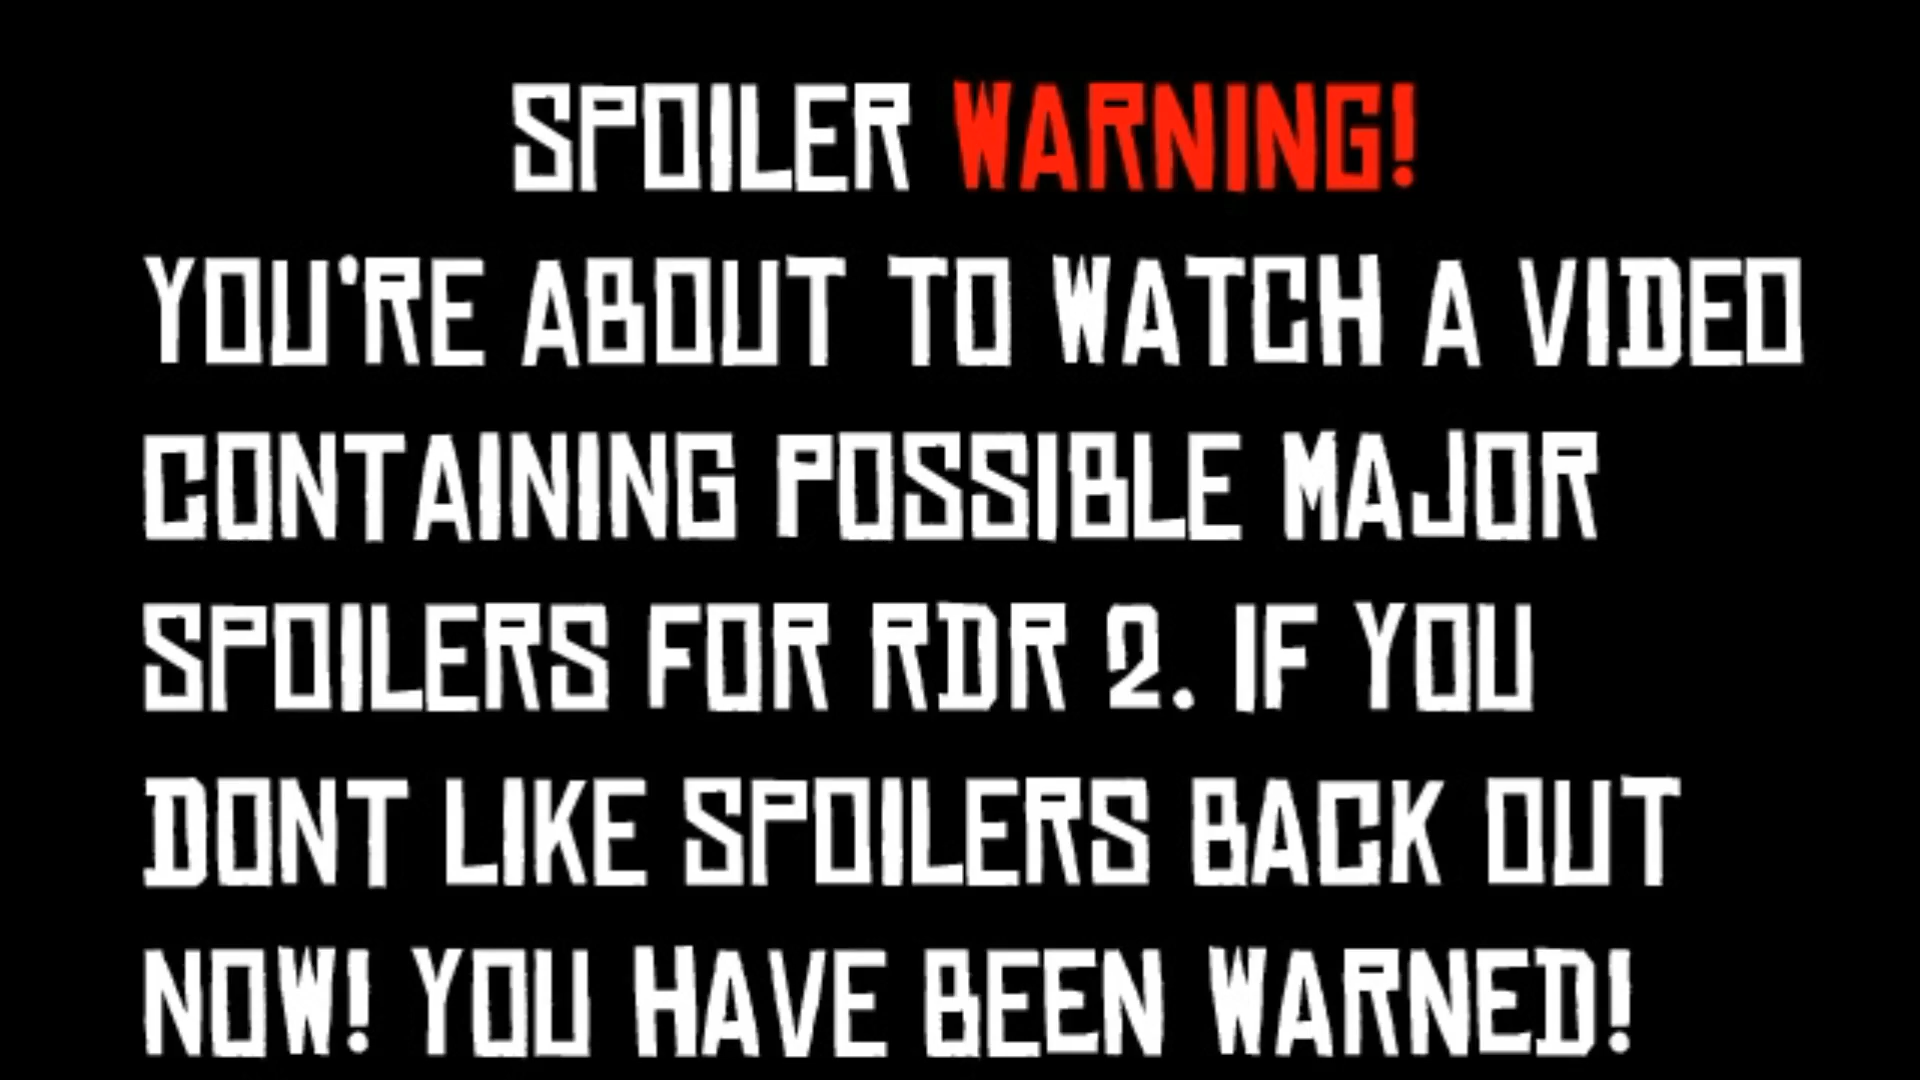 SPOILER WARNING!
YOU'RE ABOUT TO WATCH A VIDEO
CONTAINING POSSIBLE MAJOR
SPOILERS FOR RDR 2. IF YOU
DONT LIKE SPOILERS BACK OUT
NOW! YOU HAVE BEEN WARNED!